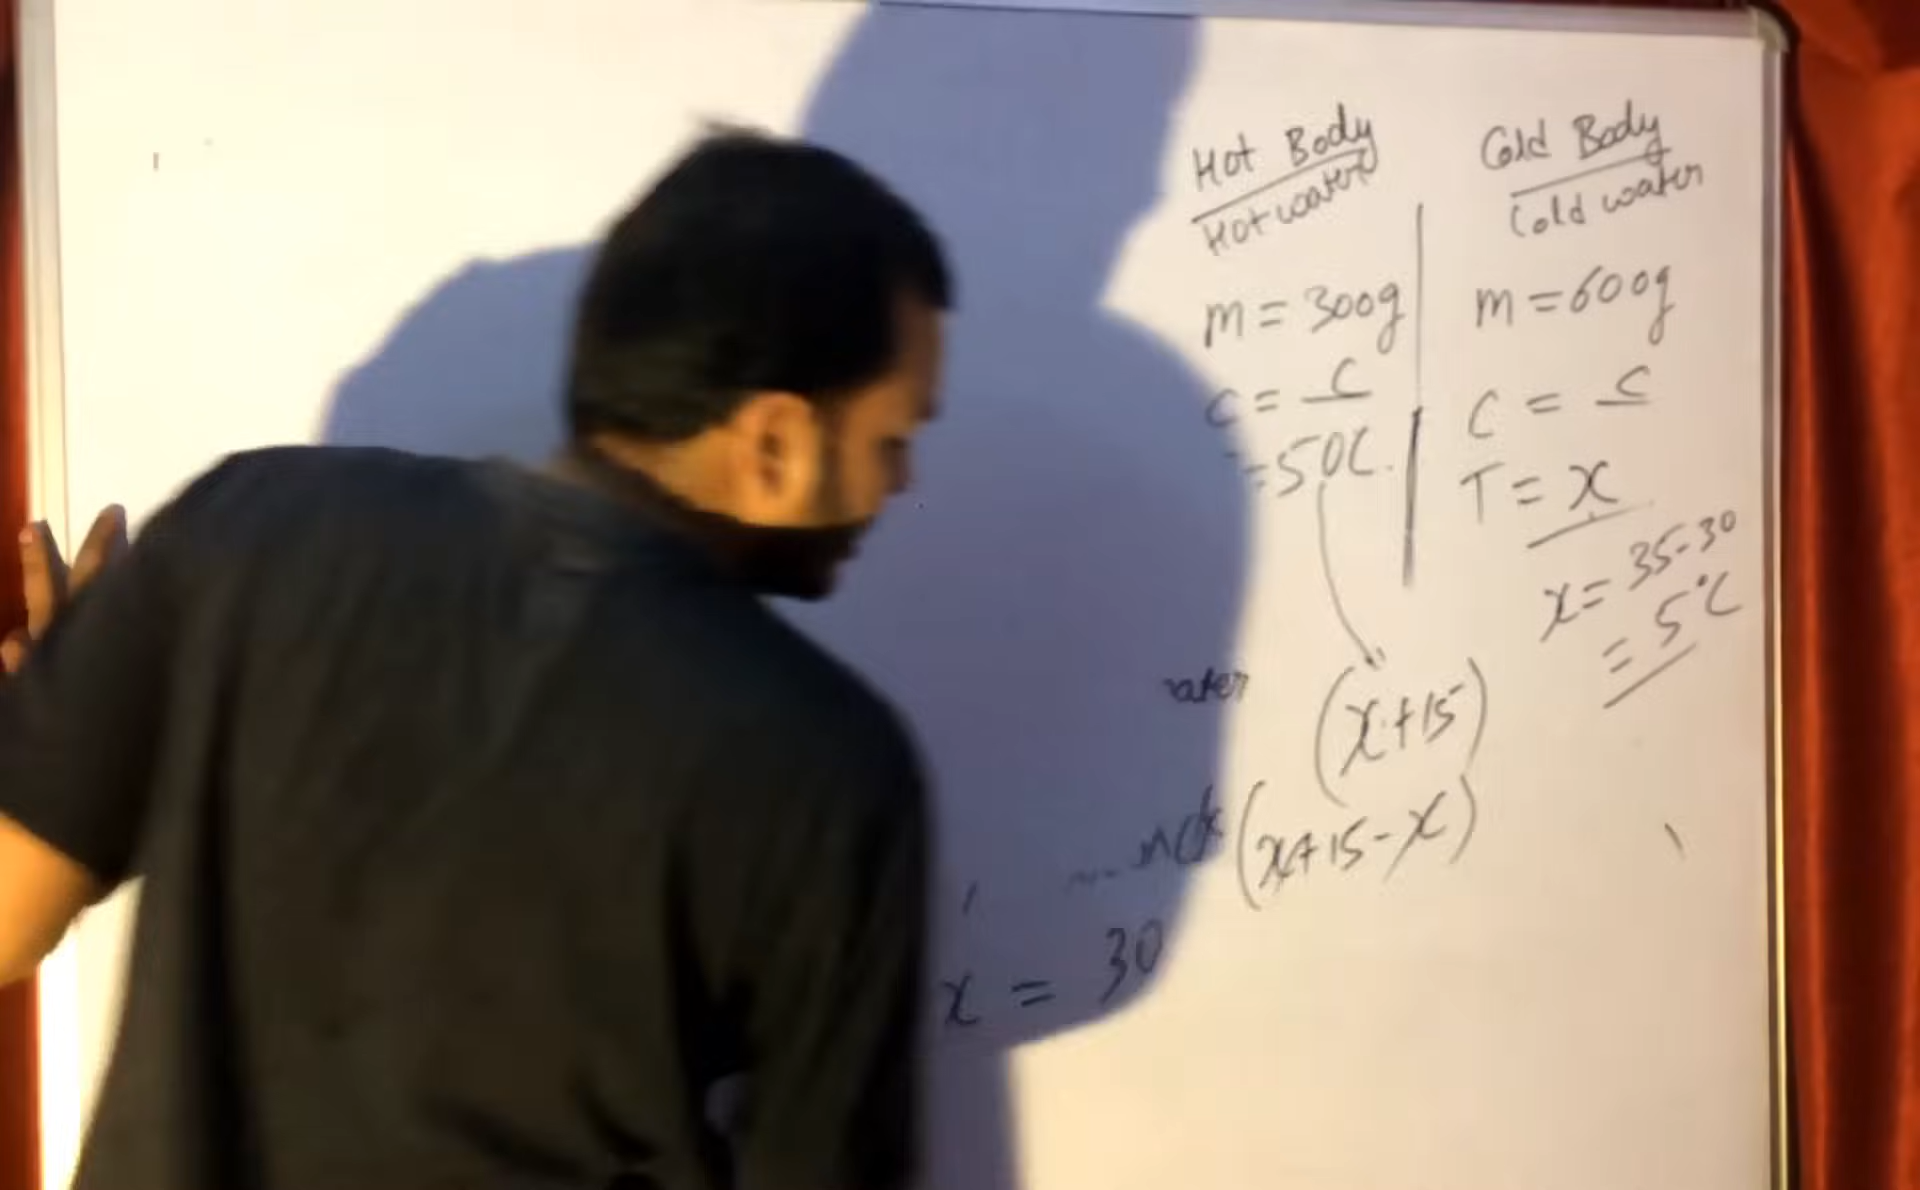 Hot Body
Hot water
m = 300g
C = C
= 50C.
Cold Body
Cold water
m = 600g
C = C
T = x
x = 35-30
= 5°C
(x+15)
(x+15-x)
x = 30